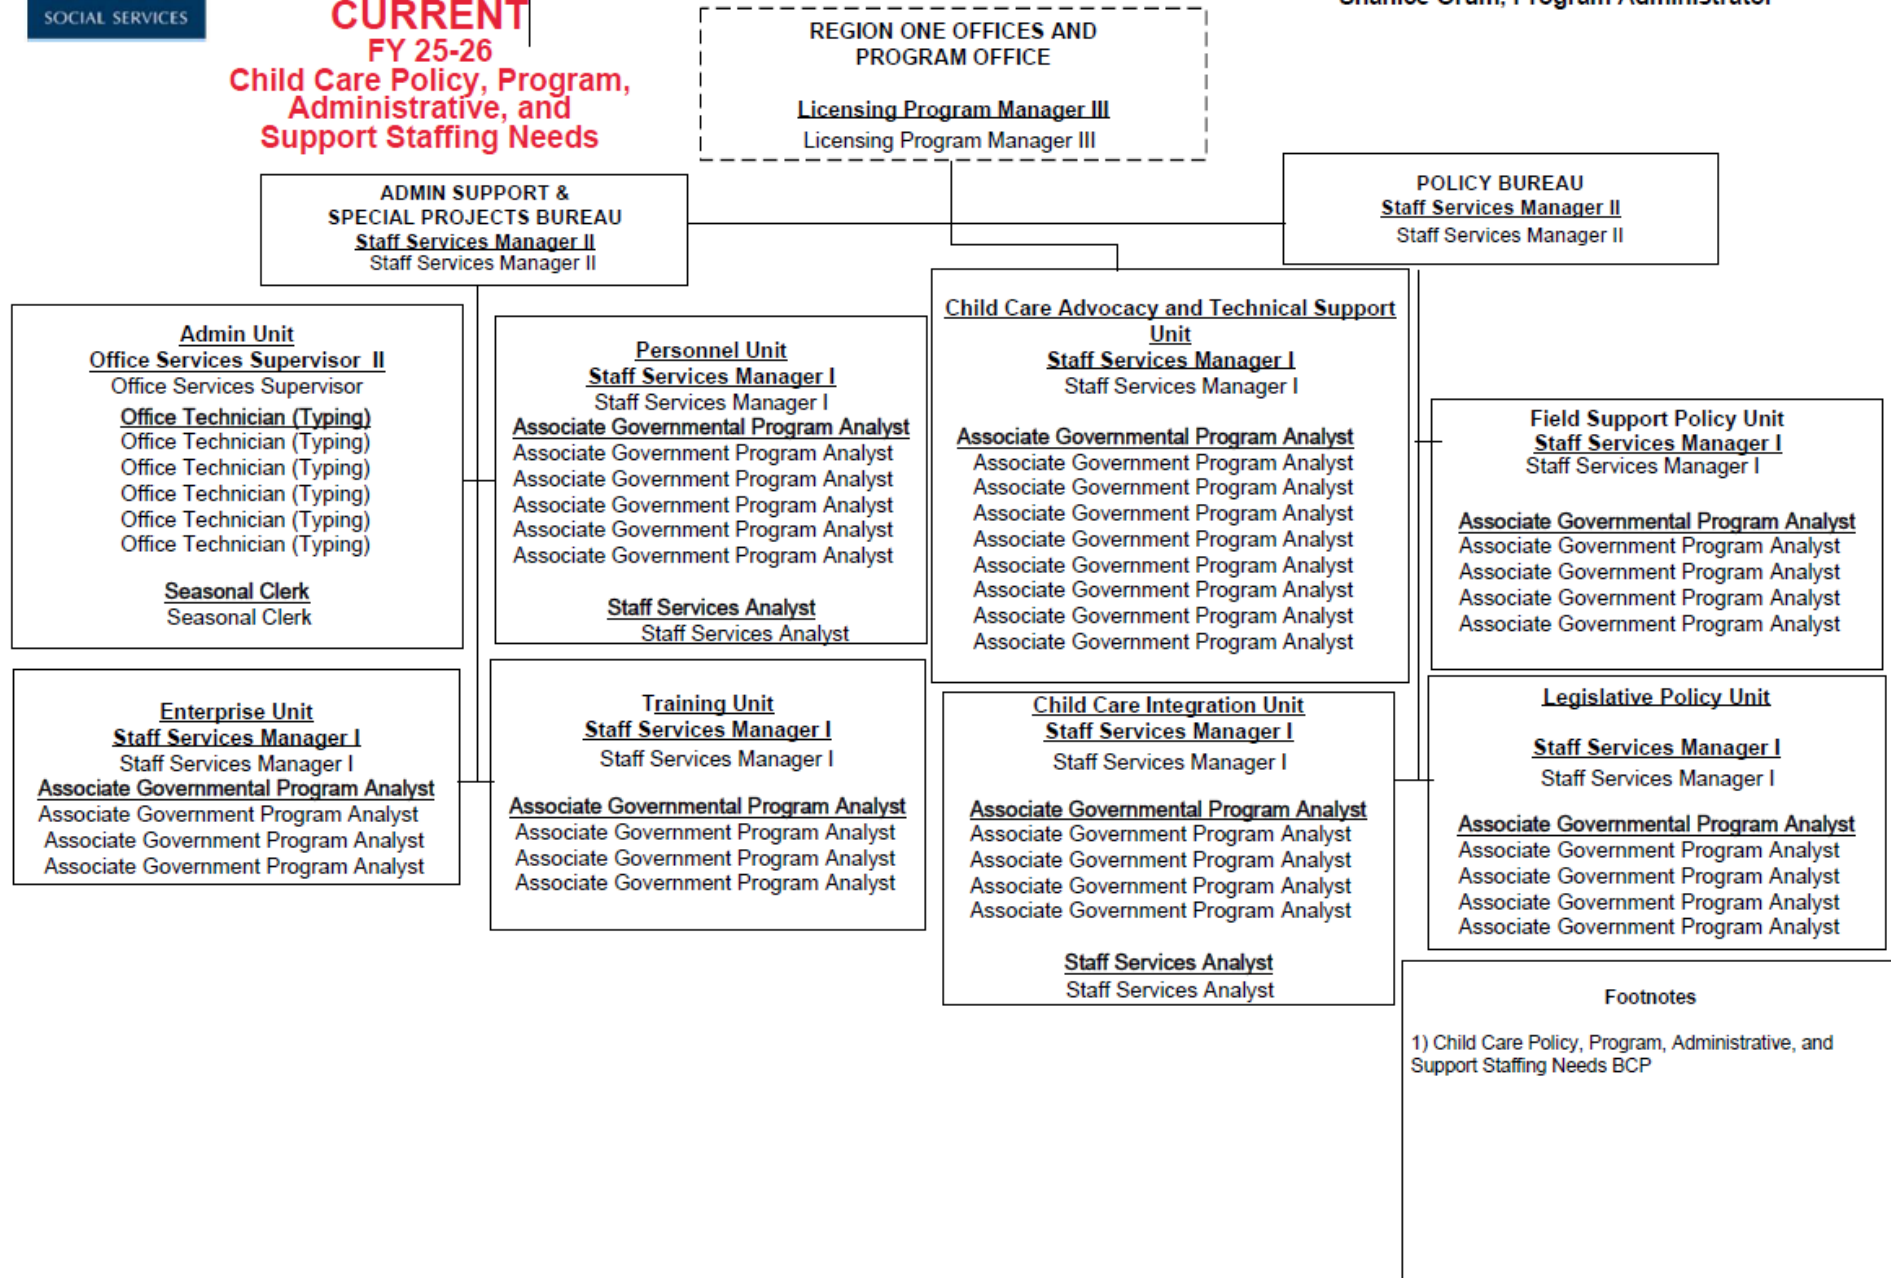 SOCIAL SERVICES
CURRENT
FY 25-26
Child Care Policy, Program,
Administrative, and
Support Staffing Needs
REGION ONE OFFICES AND
PROGRAM OFFICE
Licensing Program Manager III
Licensing Program Manager III
Program Administrator
ADMIN SUPPORT &
SPECIAL PROJECTS BUREAU
Staff Services Manager II
Staff Services Manager II
POLICY BUREAU
Staff Services Manager II
Staff Services Manager II
Admin Unit
Office Services Supervisor II
Office Services Supervisor
Office Technician (Typing)
Office Technician (Typing)
Office Technician (Typing)
Office Technician (Typing)
Office Technician (Typing)
Office Technician (Typing)
Seasonal Clerk
Seasonal Clerk
Personnel Unit
Staff Services Manager I
Staff Services Manager I
Associate Governmental Program Analyst
Associate Government Program Analyst
Associate Government Program Analyst
Associate Government Program Analyst
Associate Government Program Analyst
Associate Government Program Analyst
Staff Services Analyst
Staff Services Analyst
Child Care Advocacy and Technical Support
Unit
Staff Services Manager I
Staff Services Manager I
Associate Governmental Program Analyst
Associate Government Program Analyst
Associate Government Program Analyst
Associate Government Program Analyst
Associate Government Program Analyst
Associate Government Program Analyst
Associate Government Program Analyst
Associate Government Program Analyst
Associate Government Program Analyst
Field Support Policy Unit
Staff Services Manager I
Staff Services Manager I
Associate Governmental Program Analyst
Associate Government Program Analyst
Associate Government Program Analyst
Associate Government Program Analyst
Associate Government Program Analyst
Enterprise Unit
Staff Services Manager I
Staff Services Manager I
Associate Governmental Program Analyst
Associate Government Program Analyst
Associate Government Program Analyst
Associate Government Program Analyst
Training Unit
Staff Services Manager I
Staff Services Manager I
Associate Governmental Program Analyst
Associate Government Program Analyst
Associate Government Program Analyst
Associate Government Program Analyst
Child Care Integration Unit
Staff Services Manager I
Staff Services Manager I
Associate Governmental Program Analyst
Associate Government Program Analyst
Associate Government Program Analyst
Associate Government Program Analyst
Associate Government Program Analyst
Staff Services Analyst
Staff Services Analyst
Legislative Policy Unit
Staff Services Manager I
Staff Services Manager I
Associate Governmental Program Analyst
Associate Government Program Analyst
Associate Government Program Analyst
Associate Government Program Analyst
Associate Government Program Analyst
Footnotes
1) Child Care Policy, Program, Administrative, and
Support Staffing Needs BCP